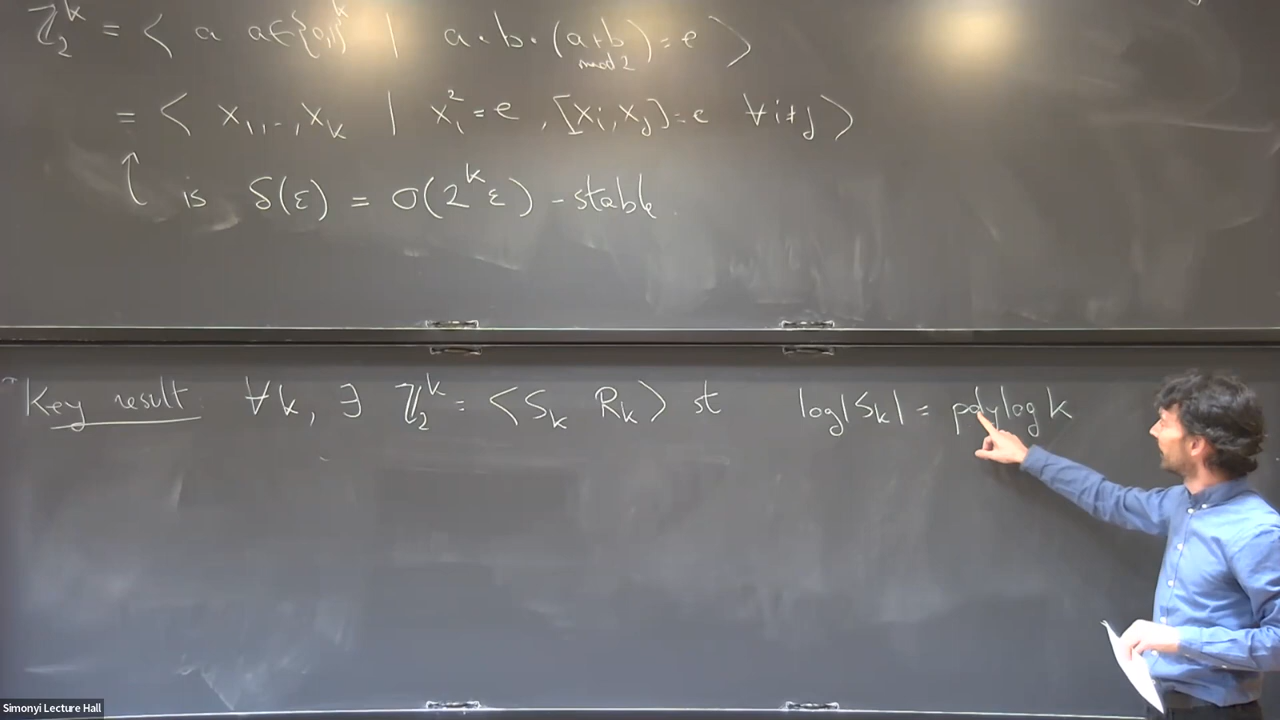 ℤ₂ᵏ = ⟨ a a∈{0,1}ᵏ | a · b · (a+b) = e ⟩
mod 2
= ⟨ x₁,..,xₖ | xᵢ² = e , [xᵢ,xⱼ] = e ∀i≠j ⟩
is δ(ε) = O(2ᵏ ε) - stable.
Key result ∀k, ∃ ℤ₂ᵏ = ⟨Sₖ Rₖ⟩ st log|Sₖ| = polylog k
Simonyi Lecture Hall